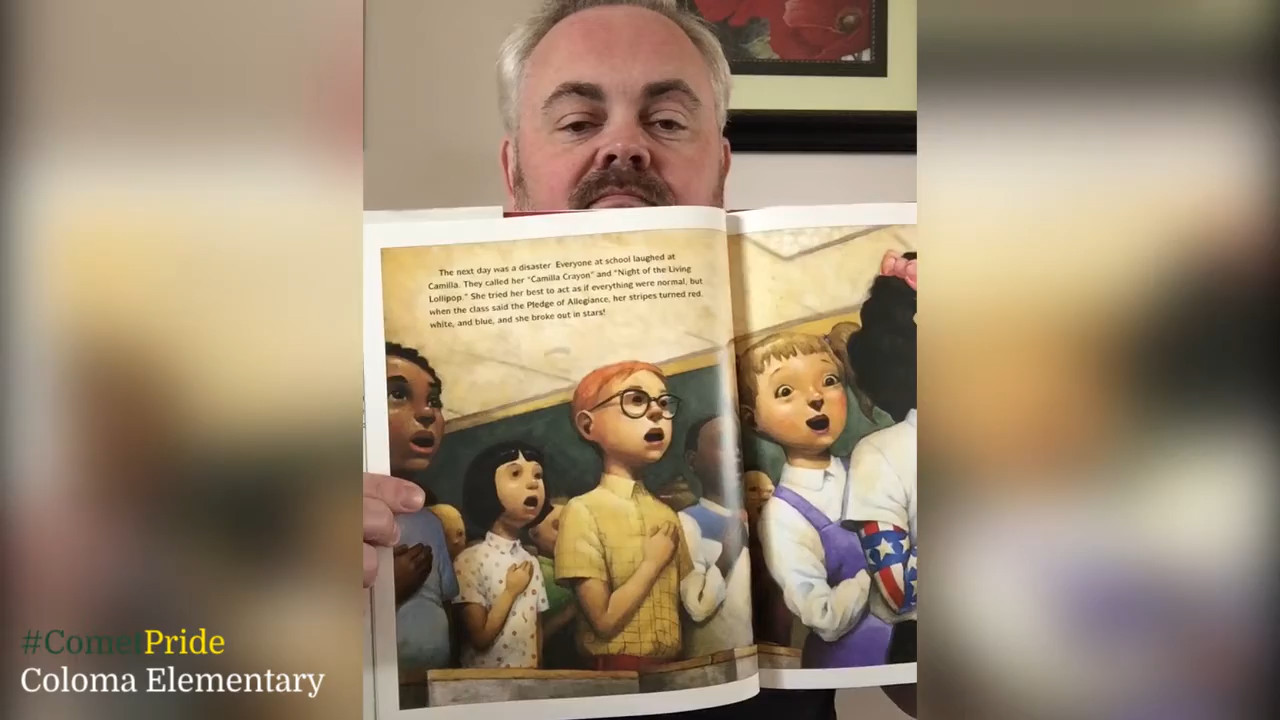 The next day was a disaster Everyone at school laughed at
Camilla. They called her "Camilla Crayon" and "Night of the Living
Lollipop." She tried her best to act as if everything were normal, but
when the class said the Pledge of Allegiance, her stripes turned red,
white, and blue, and she broke out in stars!
#CometPride
Coloma Elementary